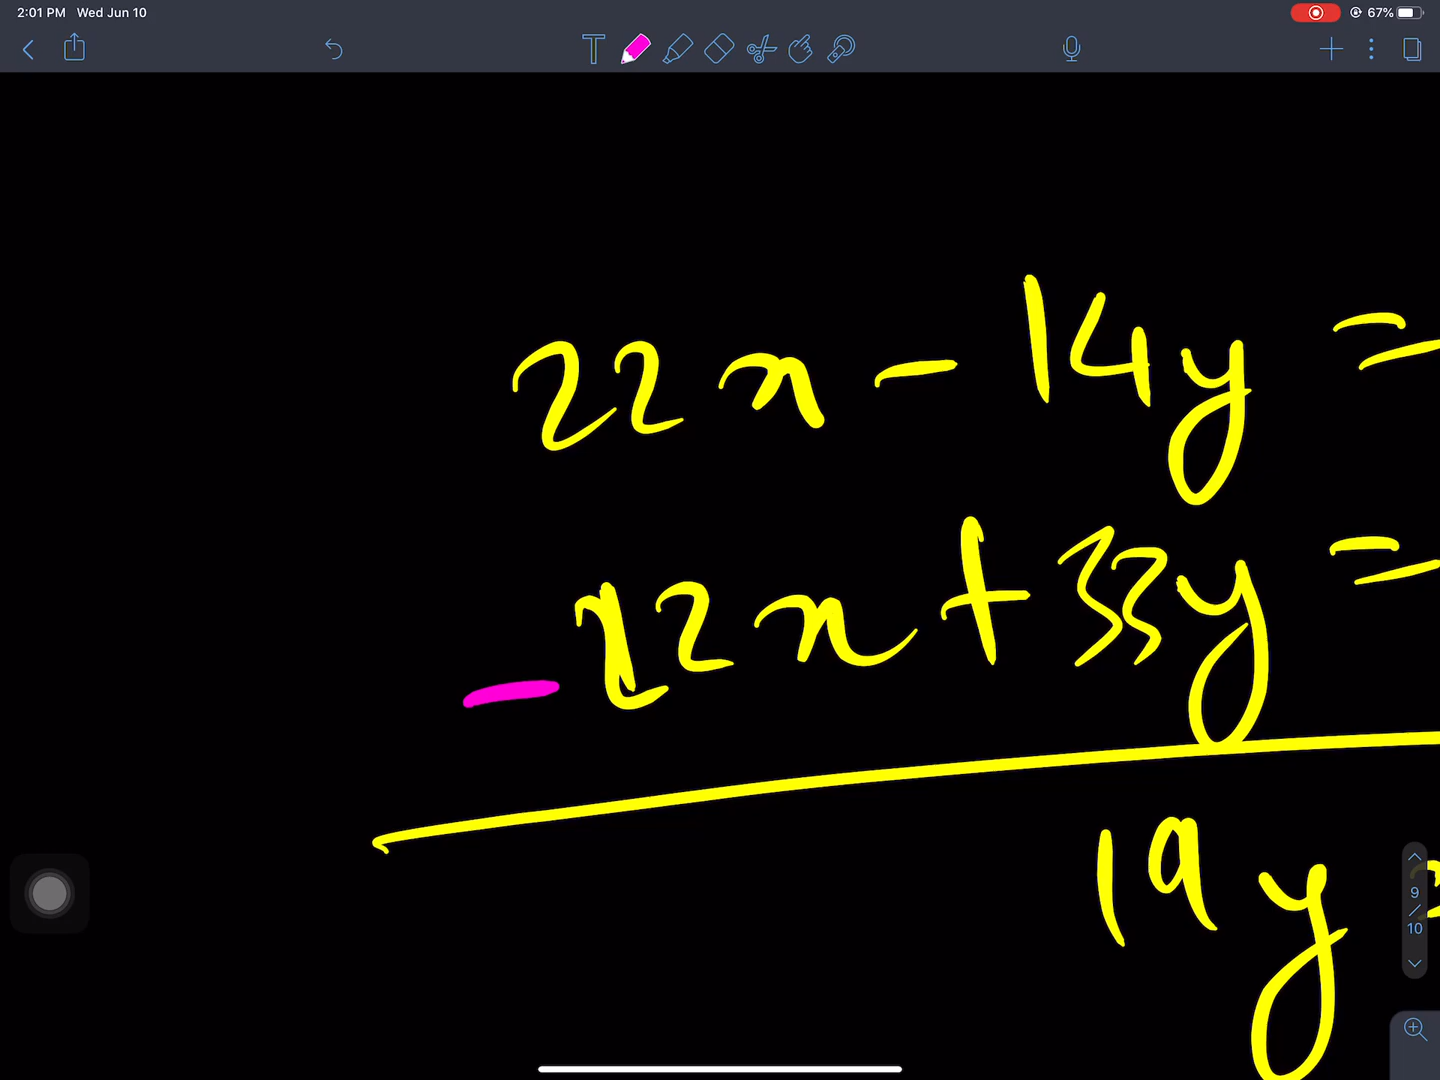 2:01 PM Wed Jun 10
67%
T
22x - 14y =
- 22x + 33y =
19y
9
/
10